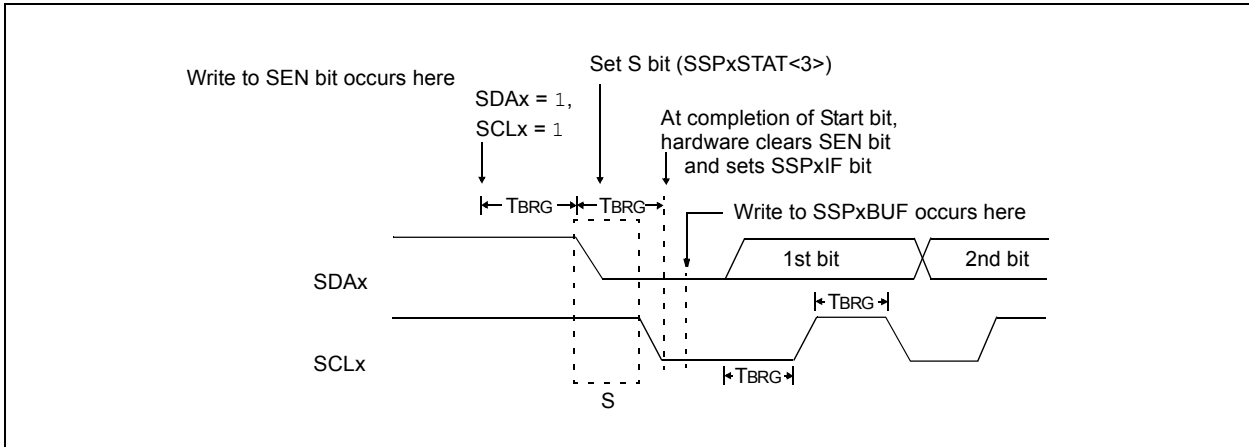 Write to SEN bit occurs here
Set S bit (SSPxSTAT<3>)
SDAx = 1,
SCLx = 1
At completion of Start bit,
hardware clears SEN bit
and sets SSPxIF bit
TBRG
TBRG
Write to SSPxBUF occurs here
SDAx
1st bit
2nd bit
TBRG
SCLx
TBRG
S